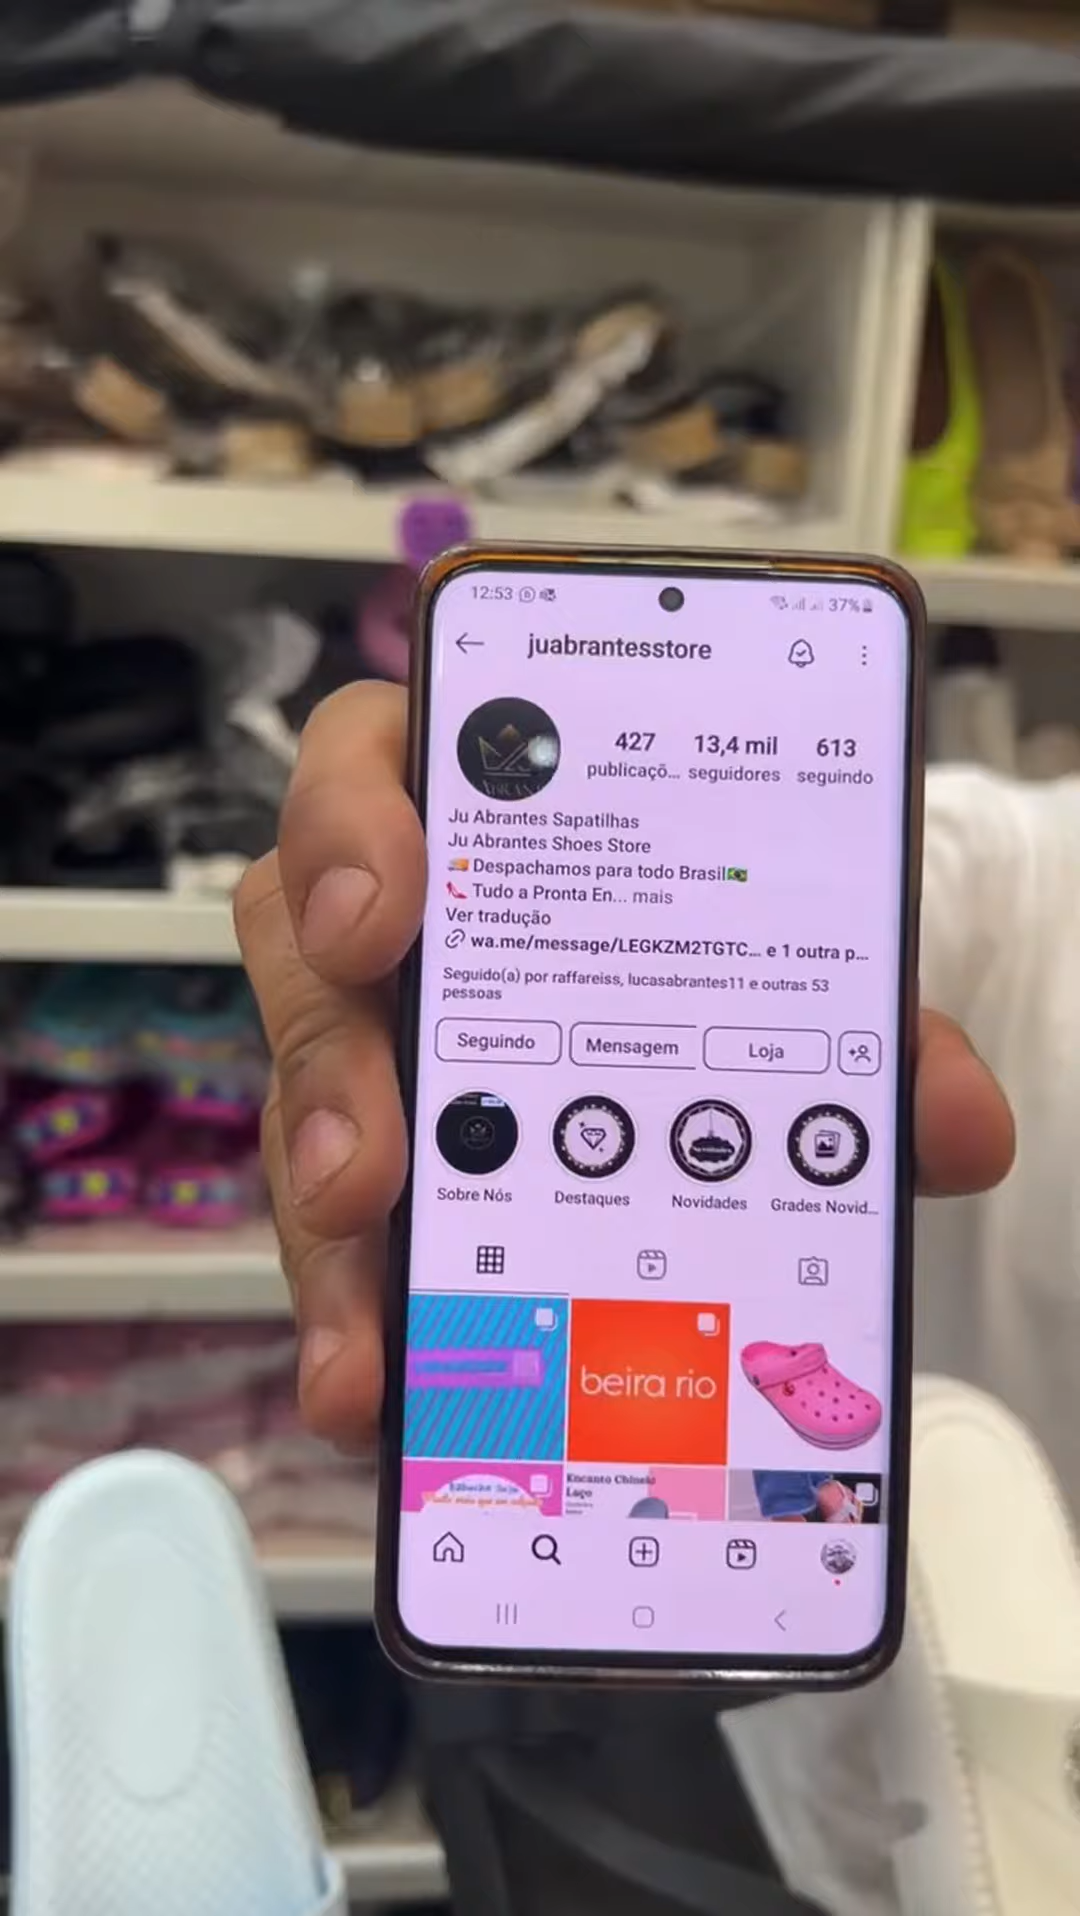 12:53 37%
juabrantesstore
427 13,4 mil 613
publicaçõ... seguidores seguindo
Ju Abrantes Sapatilhas
Ju Abrantes Shoes Store
🚚 Despachamos para todo Brasil🇧🇷
👠 Tudo a Pronta En... mais
Ver tradução
wa.me/message/LEGKZM2TGTC... e 1 outra p...
Seguido(a) por raffareiss, lucasabrantes11 e outras 53
pessoas
Seguindo Mensagem Loja
Sobre Nós Destaques Novidades Grades Novid...
beira rio
Encanto Chineki
Laço